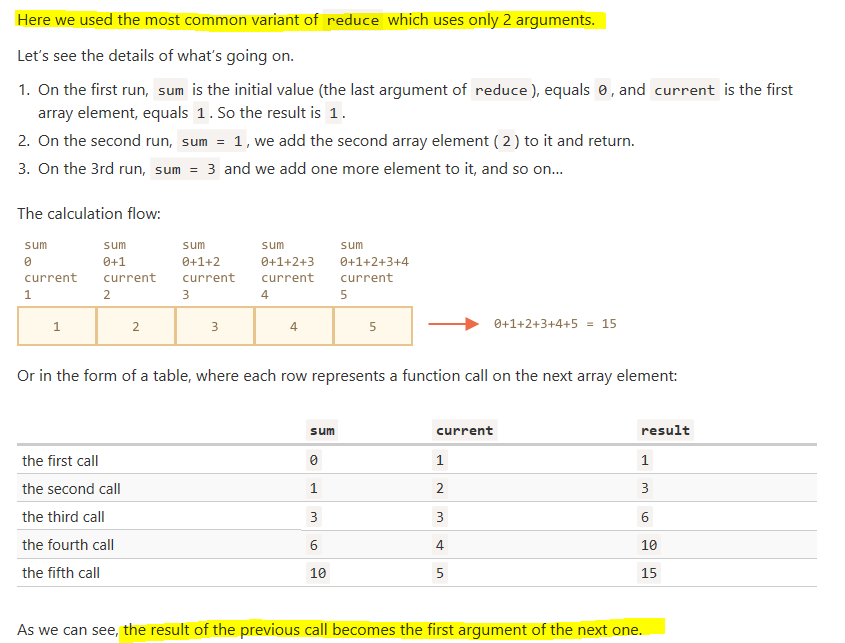 Here we used the most common variant of reduce which uses only 2 arguments.
Let's see the details of what's going on.
1. On the first run, sum is the initial value (the last argument of reduce), equals 0, and current is the first
array element, equals 1. So the result is 1.
2. On the second run, sum = 1, we add the second array element (2) to it and return.
3. On the 3rd run, sum = 3 and we add one more element to it, and so on...
The calculation flow:
sum sum sum sum sum
0 0+1 0+1+2 0+1+2+3 0+1+2+3+4
current current current current current
1 2 3 4 5
1 2 3 4 5 0+1+2+3+4+5 = 15
Or in the form of a table, where each row represents a function call on the next array element:
sum current result
the first call 0 1 1
the second call 1 2 3
the third call 3 3 6
the fourth call 6 4 10
the fifth call 10 5 15
As we can see, the result of the previous call becomes the first argument of the next one.